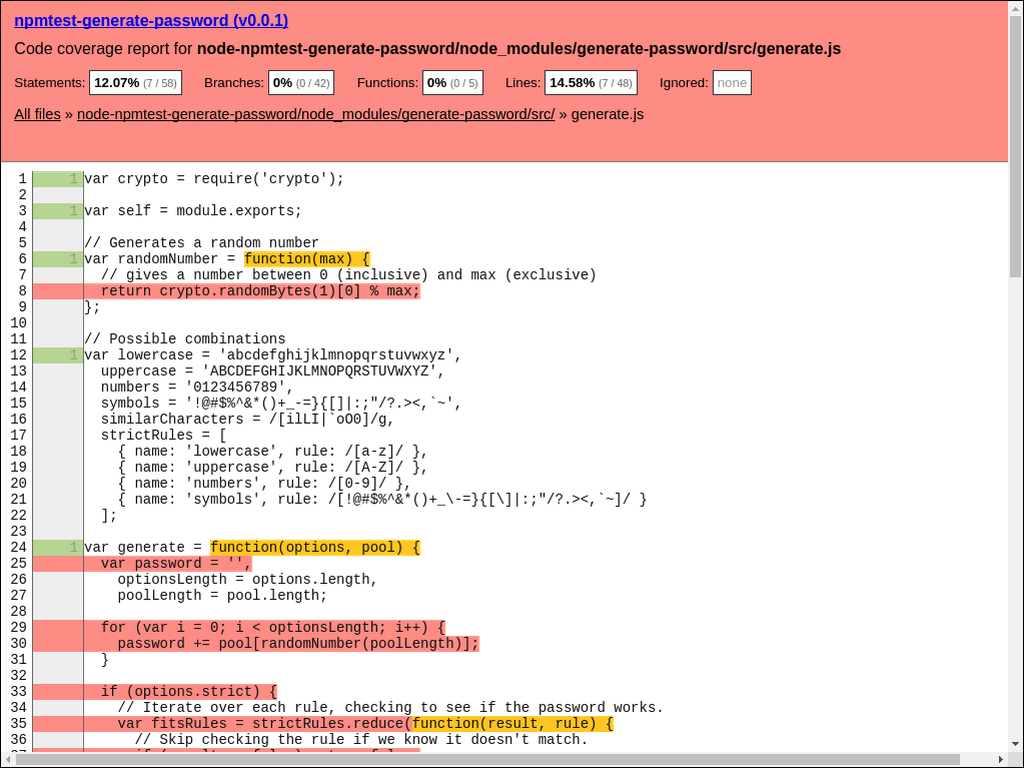 npmtest-generate-password (v0.0.1)
Code coverage report for node-npmtest-generate-password/node_modules/generate-password/src/generate.js
Statements: 12.07% (7 / 58) Branches: 0% (0 / 42) Functions: 0% (0 / 5) Lines: 14.58% (7 / 48) Ignored: none
All files » node-npmtest-generate-password/node_modules/generate-password/src/ » generate.js
1 1 var crypto = require('crypto');
2
3 1 var self = module.exports;
4
5 // Generates a random number
6 1 var randomNumber = function(max) {
7   // gives a number between 0 (inclusive) and max (exclusive)
8   return crypto.randomBytes(1)[0] % max;
9 };
10
11 // Possible combinations
12 1 var lowercase = 'abcdefghijklmnopqrstuvwxyz',
13   uppercase = 'ABCDEFGHIJKLMNOPQRSTUVWXYZ',
14   numbers = '0123456789',
15   symbols = '!@#$%^&*()+_-=}{[]|:;"/?.><,`~',
16   similarCharacters = /[ilLI|`oO0]/g,
17   strictRules = [
18     { name: 'lowercase', rule: /[a-z]/ },
19     { name: 'uppercase', rule: /[A-Z]/ },
20     { name: 'numbers', rule: /[0-9]/ },
21     { name: 'symbols', rule: /[!@#$%^&*()+_\-=}{[\]|:;"/?.><,`~]/ }
22   ];
23
24 1 var generate = function(options, pool) {
25   var password = '',
26     optionsLength = options.length,
27     poolLength = pool.length;
28
29   for (var i = 0; i < optionsLength; i++) {
30     password += pool[randomNumber(poolLength)];
31   }
32
33   if (options.strict) {
34     // Iterate over each rule, checking to see if the password works.
35     var fitsRules = strictRules.reduce(function(result, rule) {
36       // Skip checking the rule if we know it doesn't match.